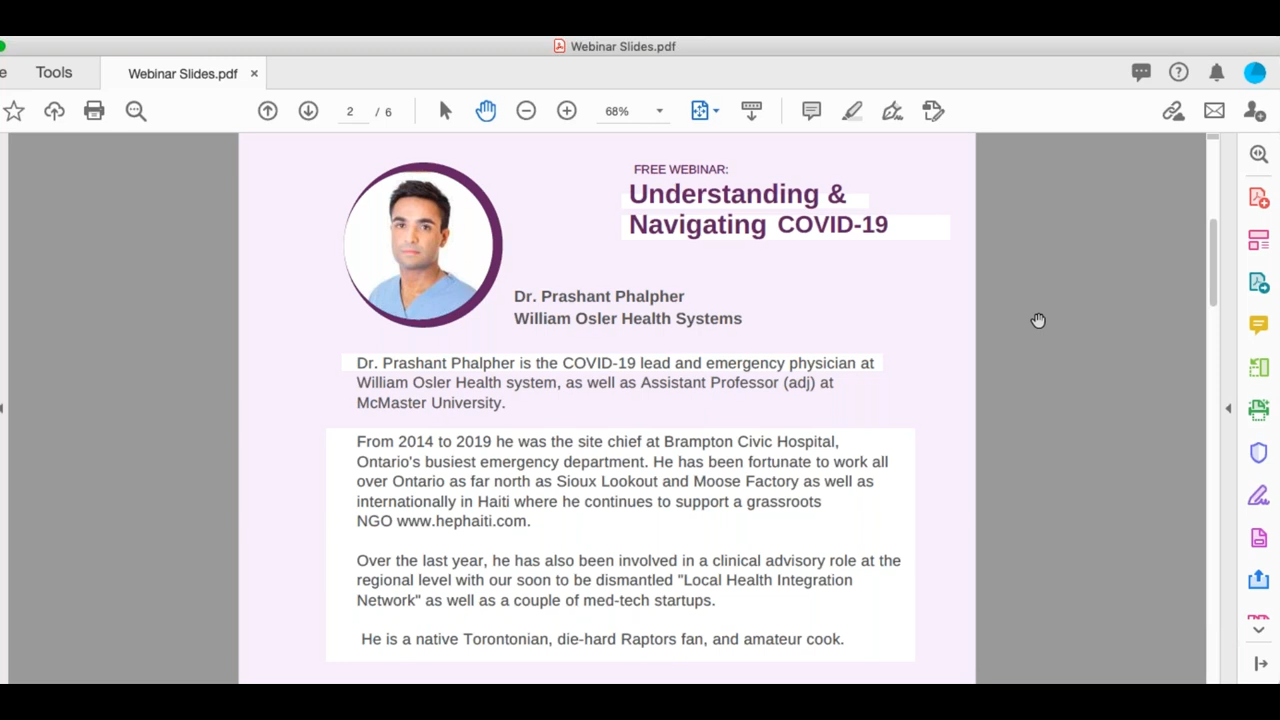 Webinar Slides.pdf
e Tools Webinar Slides.pdf ×
2 / 6 68%
FREE WEBINAR:
Understanding &
Navigating COVID-19
Dr. Prashant Phalpher
William Osler Health Systems
Dr. Prashant Phalpher is the COVID-19 lead and emergency physician at
William Osler Health system, as well as Assistant Professor (adj) at
McMaster University.
From 2014 to 2019 he was the site chief at Brampton Civic Hospital,
Ontario's busiest emergency department. He has been fortunate to work all
over Ontario as far north as Sioux Lookout and Moose Factory as well as
internationally in Haiti where he continues to support a grassroots
NGO www.hephaiti.com.
Over the last year, he has also been involved in a clinical advisory role at the
regional level with our soon to be dismantled "Local Health Integration
Network" as well as a couple of med-tech startups.
He is a native Torontonian, die-hard Raptors fan, and amateur cook.